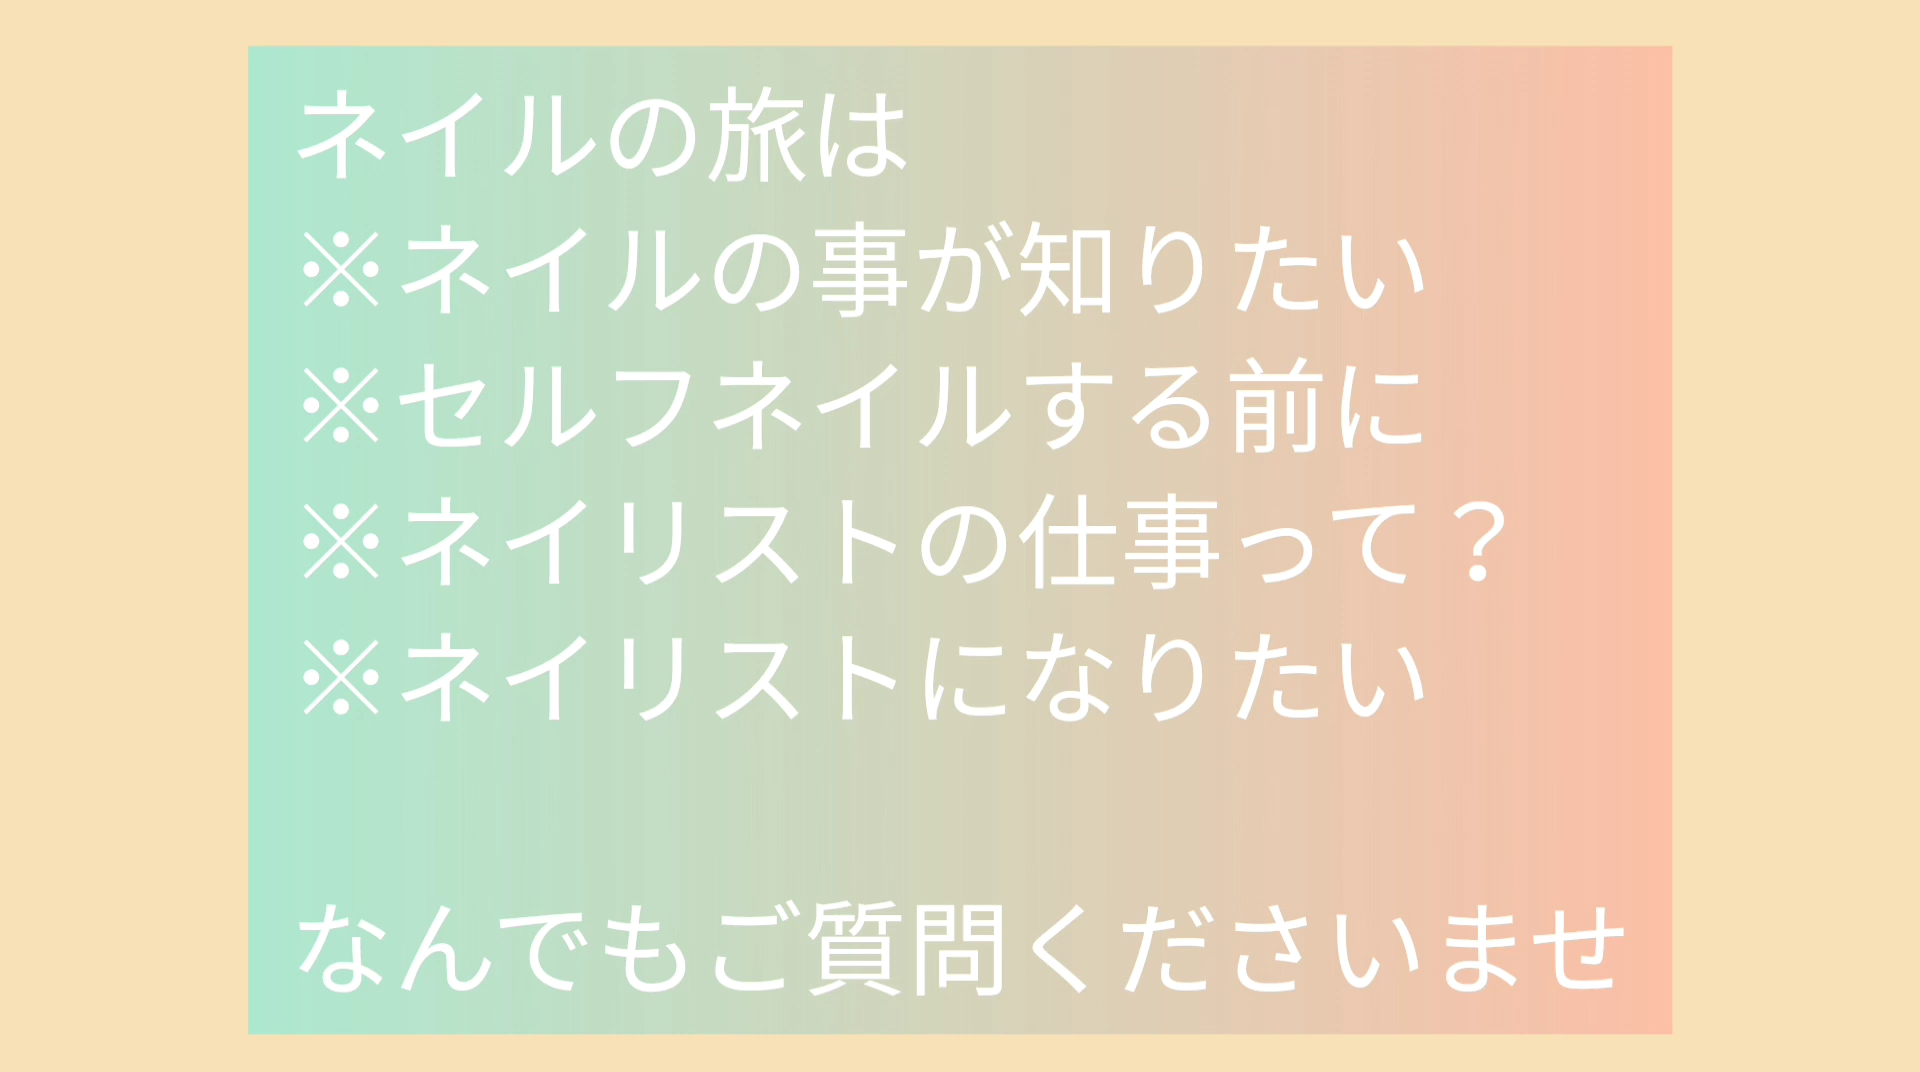 ネイルの旅は
※ネイルの事が知りたい
※セルフネイルする前に
※ネイリストの仕事って？
※ネイリストになりたい
なんでもご質問くださいませ